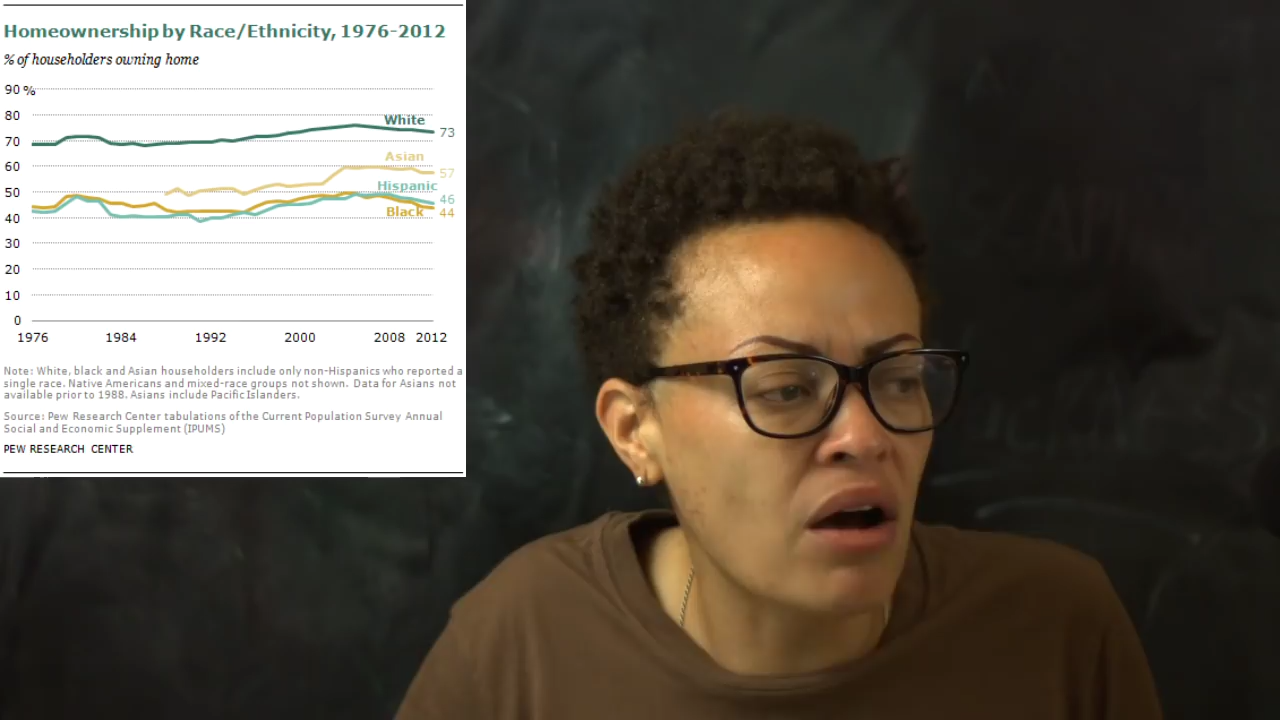 Homeownership by Race/Ethnicity, 1976-2012
% of householders owning home
90 %
80
70
60
50
40
30
20
10
0
White
73
Asian
57
Hispanic
46
Black
44
1976 1984 1992 2000 2008 2012
Note: White, black and Asian householders include only non-Hispanics who reported a
single race. Native Americans and mixed-race groups not shown. Data for Asians not
available prior to 1988. Asians include Pacific Islanders.
Source: Pew Research Center tabulations of the Current Population Survey Annual
Social and Economic Supplement (IPUMS)
PEW RESEARCH CENTER